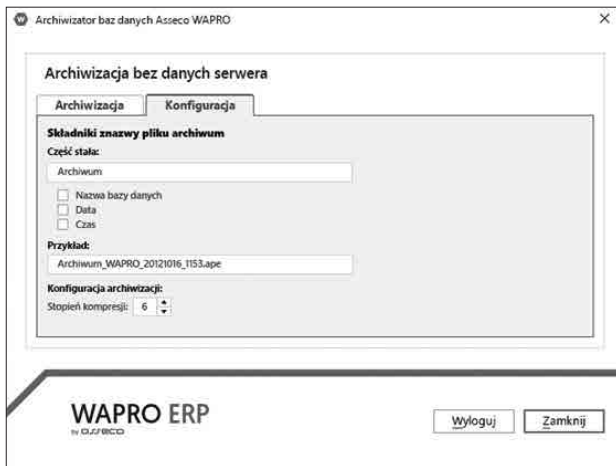 Archiwizator baz danych Asseco WAPRO
Archiwizacja bez danych serwera
Archiwizacja Konfiguracja
Składniki znazwy pliku archiwum
Część stała:
Archiwum
Nazwa bazy danych
Data
Czas
Przykład:
Archiwum_WAPRO_20121016_1153.ape
Konfiguracja archiwizacji:
Stopień kompresji: 6
WAPRO ERP
by asseco
Wyloguj Zamknij